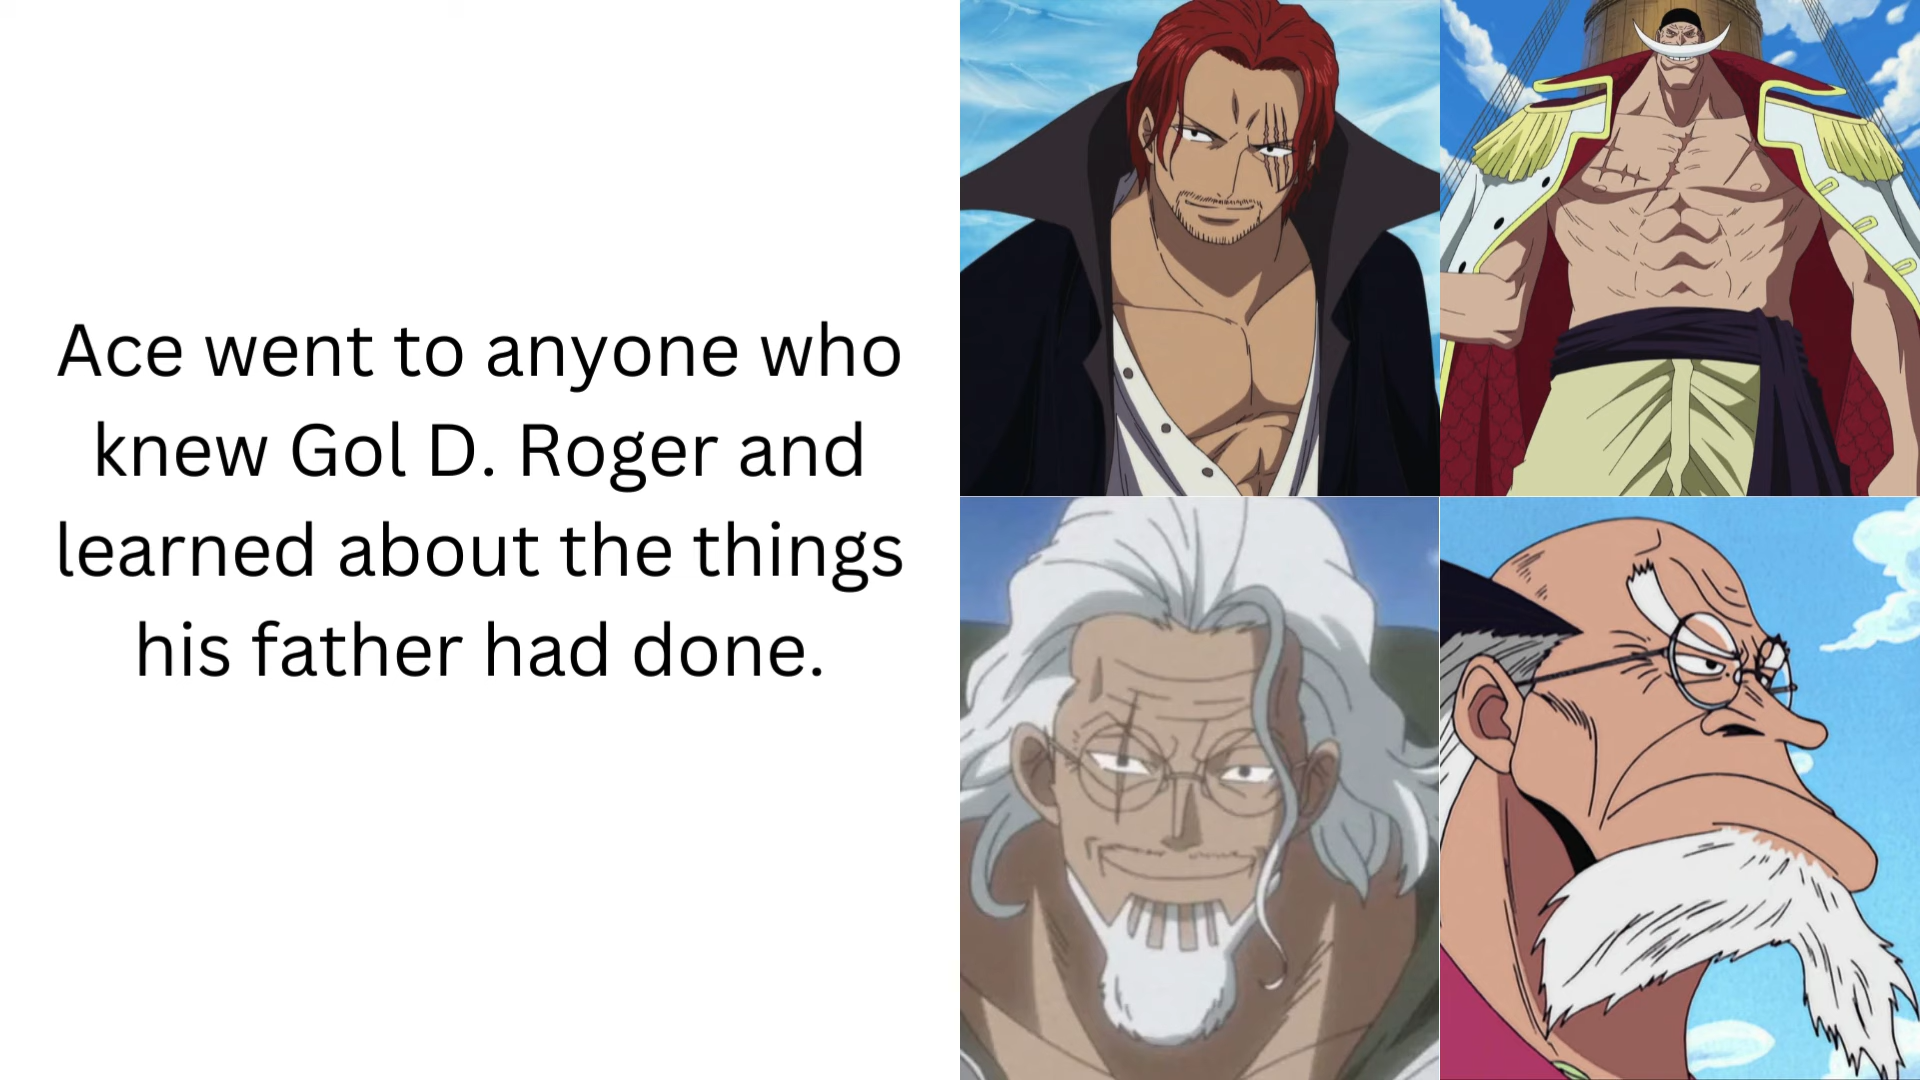 Ace went to anyone who
knew Gol D. Roger and
learned about the things
his father had done.